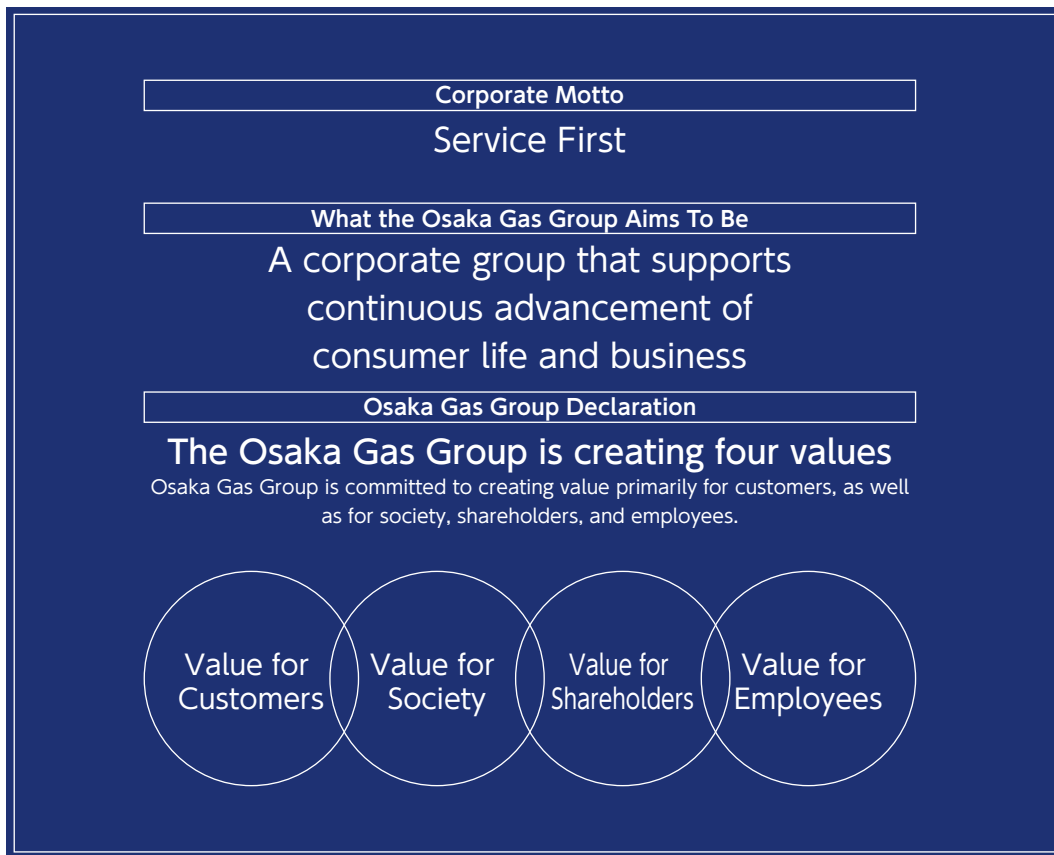 Corporate Motto
Service First
What the Osaka Gas Group Aims To Be
A corporate group that supports
continuous advancement of
consumer life and business
Osaka Gas Group Declaration
The Osaka Gas Group is creating four values
Osaka Gas Group is committed to creating value primarily for customers, as well
as for society, shareholders, and employees.
Value for
Customers
Value for
Society
Value for
Shareholders
Value for
Employees